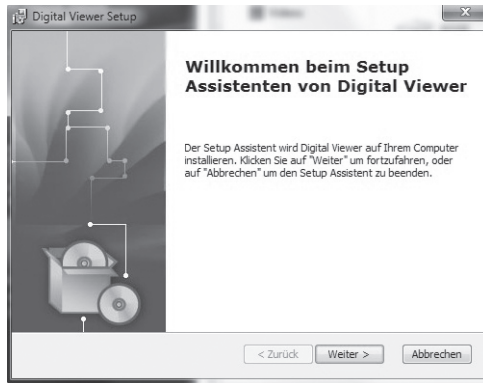 Digital Viewer Setup
Willkommen beim Setup
Assistenten von Digital Viewer
Der Setup Assistent wird Digital Viewer auf Ihrem Computer
installieren. Klicken Sie auf "Weiter" um fortzufahren, oder
auf "Abbrechen" um den Setup Assistent zu beenden.
< Zurück
Weiter >
Abbrechen